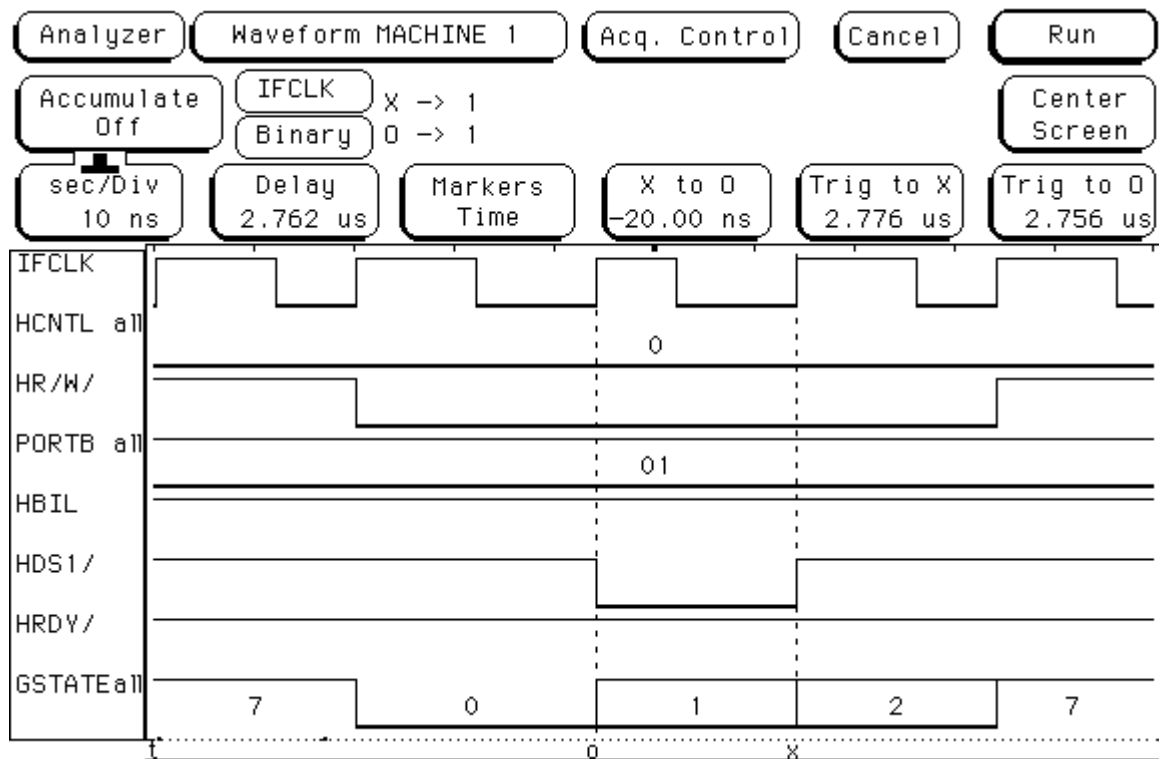 Analyzer Waveform MACHINE 1 Acq. Control Cancel Run
Accumulate Off
IFCLK X -> 1
Binary O -> 1
Center Screen
sec/Div 10 ns
Delay 2.762 us
Markers Time
X to O -20.00 ns
Trig to X 2.776 us
Trig to O 2.756 us
IFCLK
HCNTL all 0
HR/W/
PORTB all 01
HBIL
HDS1/
HRDY/
GSTATEall 7 0 1 2 7
t o x